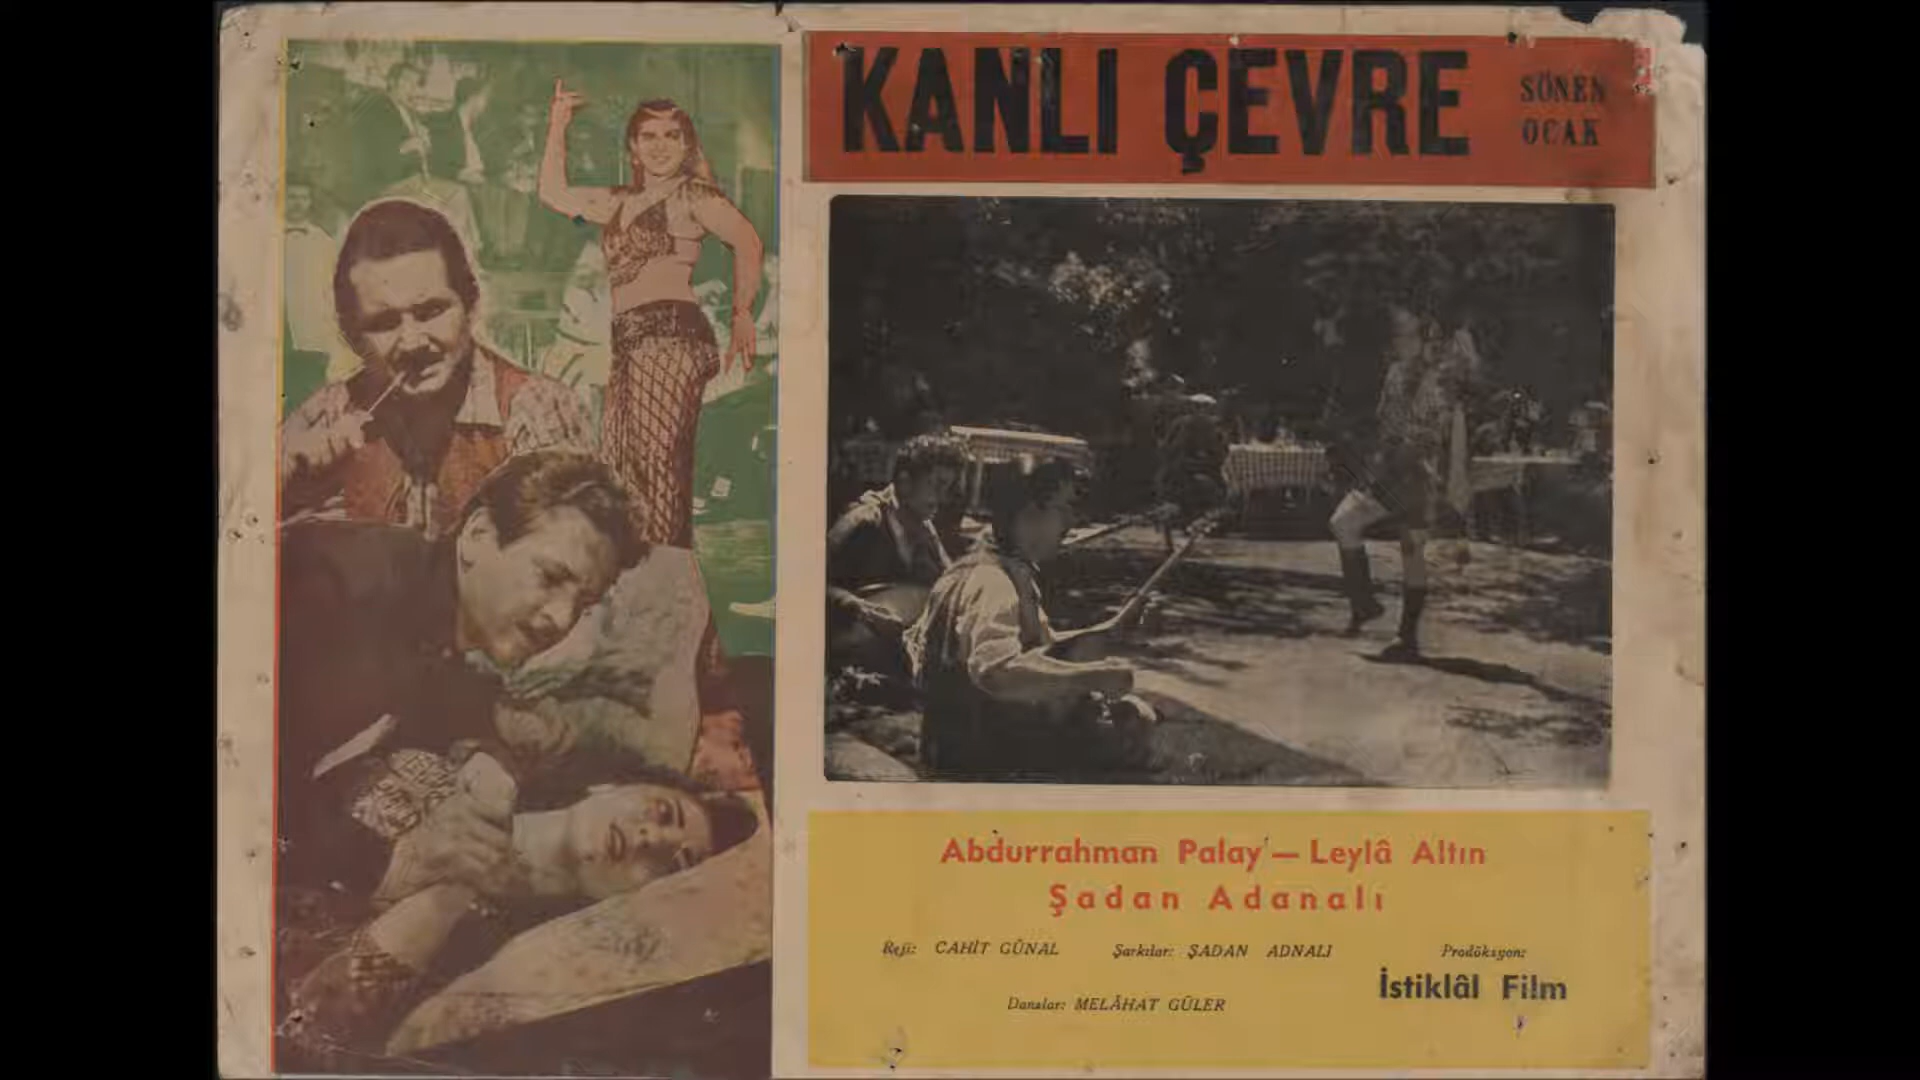 KANLI ÇEVRE
SÖNEN
OCAK
Abdurrahman Palay — Leylâ Altın
Şadan Adanalı
Reji: CAHİT GÜNAL
Şarkılar: ŞADAN ADNALI
Prodöksyon:
İstiklâl Film
Danslar: MELÂHAT GÜLER